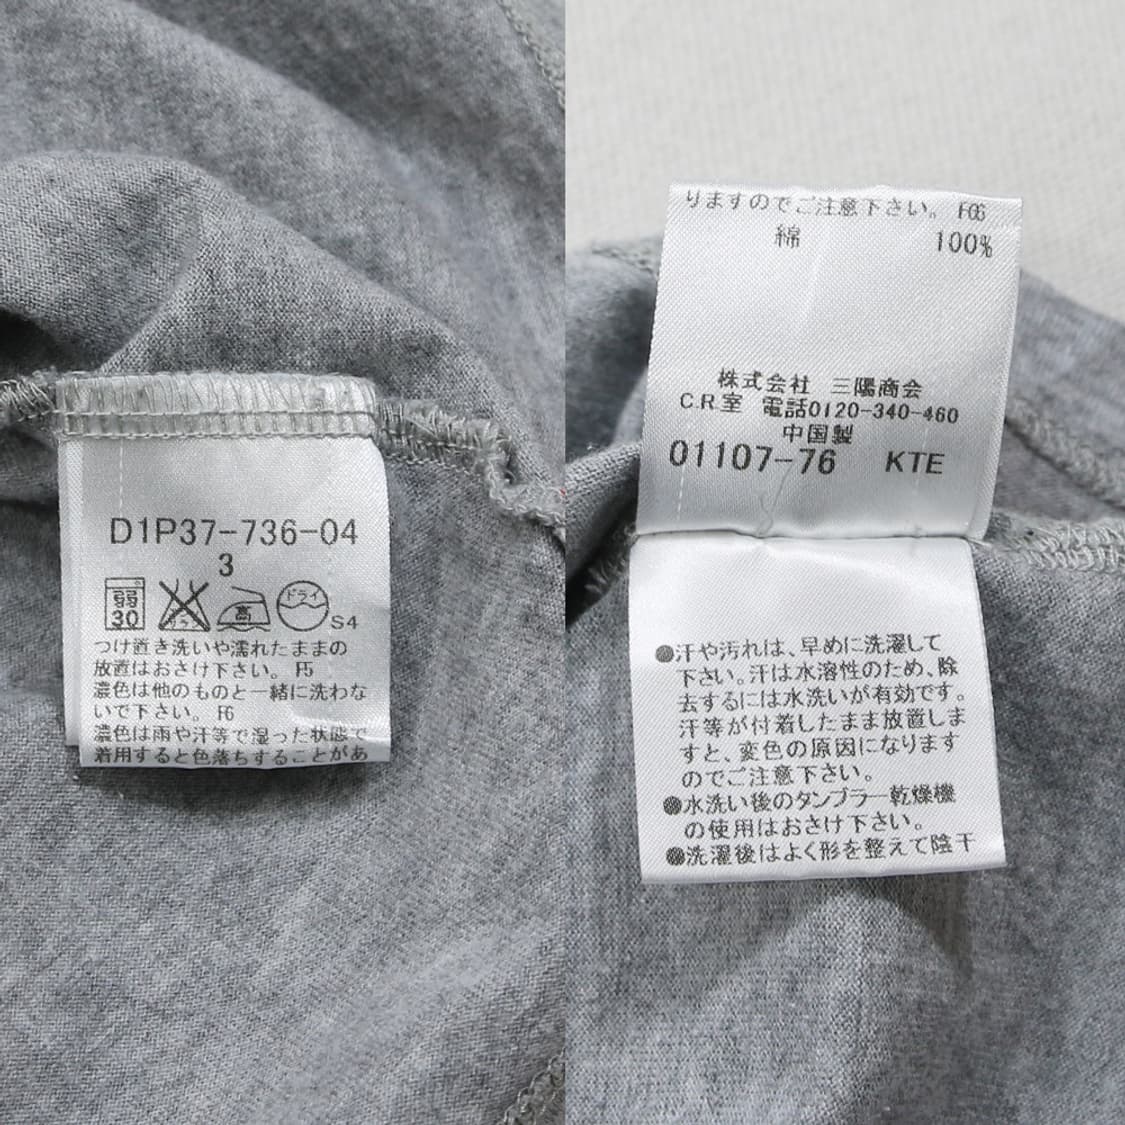 D1P37-736-04
3
弱
30
ドライ
高
S4
つけ置き洗いや濡れたままの
放置はおさけ下さい。 F5
濃色は他のものと一緒に洗わな
いで下さい。 F6
濃色は雨や汗等で湿った状態で
着用すると色落ちすることがあ
りますのでご注意下さい。 F06
綿 100%
株式会社 三陽商会
C.R.室 電話0120-340-460
中国製
01107-76 KTE
●汗や汚れは、早めに洗濯して
下さい。汗は水溶性のため、除
去するには水洗いが有効です。
汗等が付着したまま放置しま
すと、変色の原因になります
のでご注意下さい。
●水洗い後のタンブラー乾燥機
の使用はおさけ下さい。
●洗濯後はよく形を整えて陰干